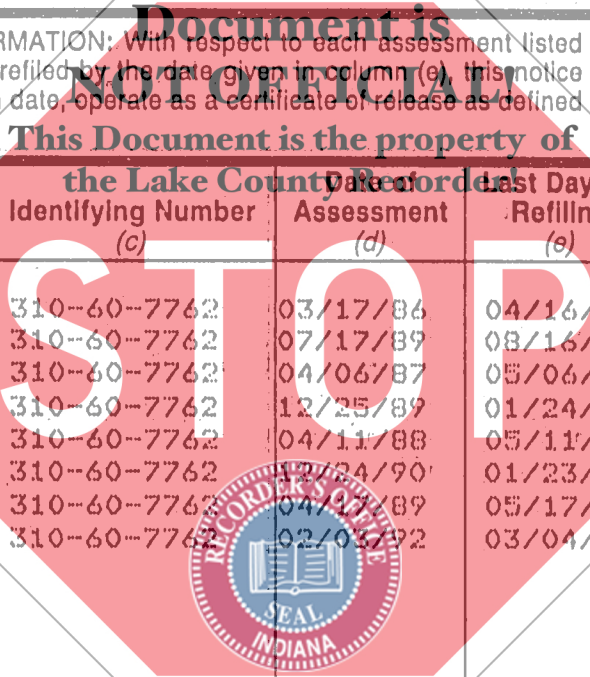 Document is
RMATION: With respect to each assessment listed
refiled by the date given in column (e), this notice
NOT OFFICIAL!
date, operate as a certificate of release as defined
This Document is the property of
the Lake County Recorder!
Identifying Number (c) Date of Assessment (d) Last Day Refilin (e)
310-60-7762 03/17/86 04/16/
310-60-7762 07/17/89 08/16/
310-60-7762 04/06/87 05/06/
310-60-7762 12/25/89 01/24/
310-60-7762 04/11/88 05/11/
310-60-7762 12/24/90 01/23/
310-60-7762 04/17/89 05/17/
310-60-7762 02/03/92 03/04/
STOP
RECORDER'S OFFICE
SEAL
INDIANA